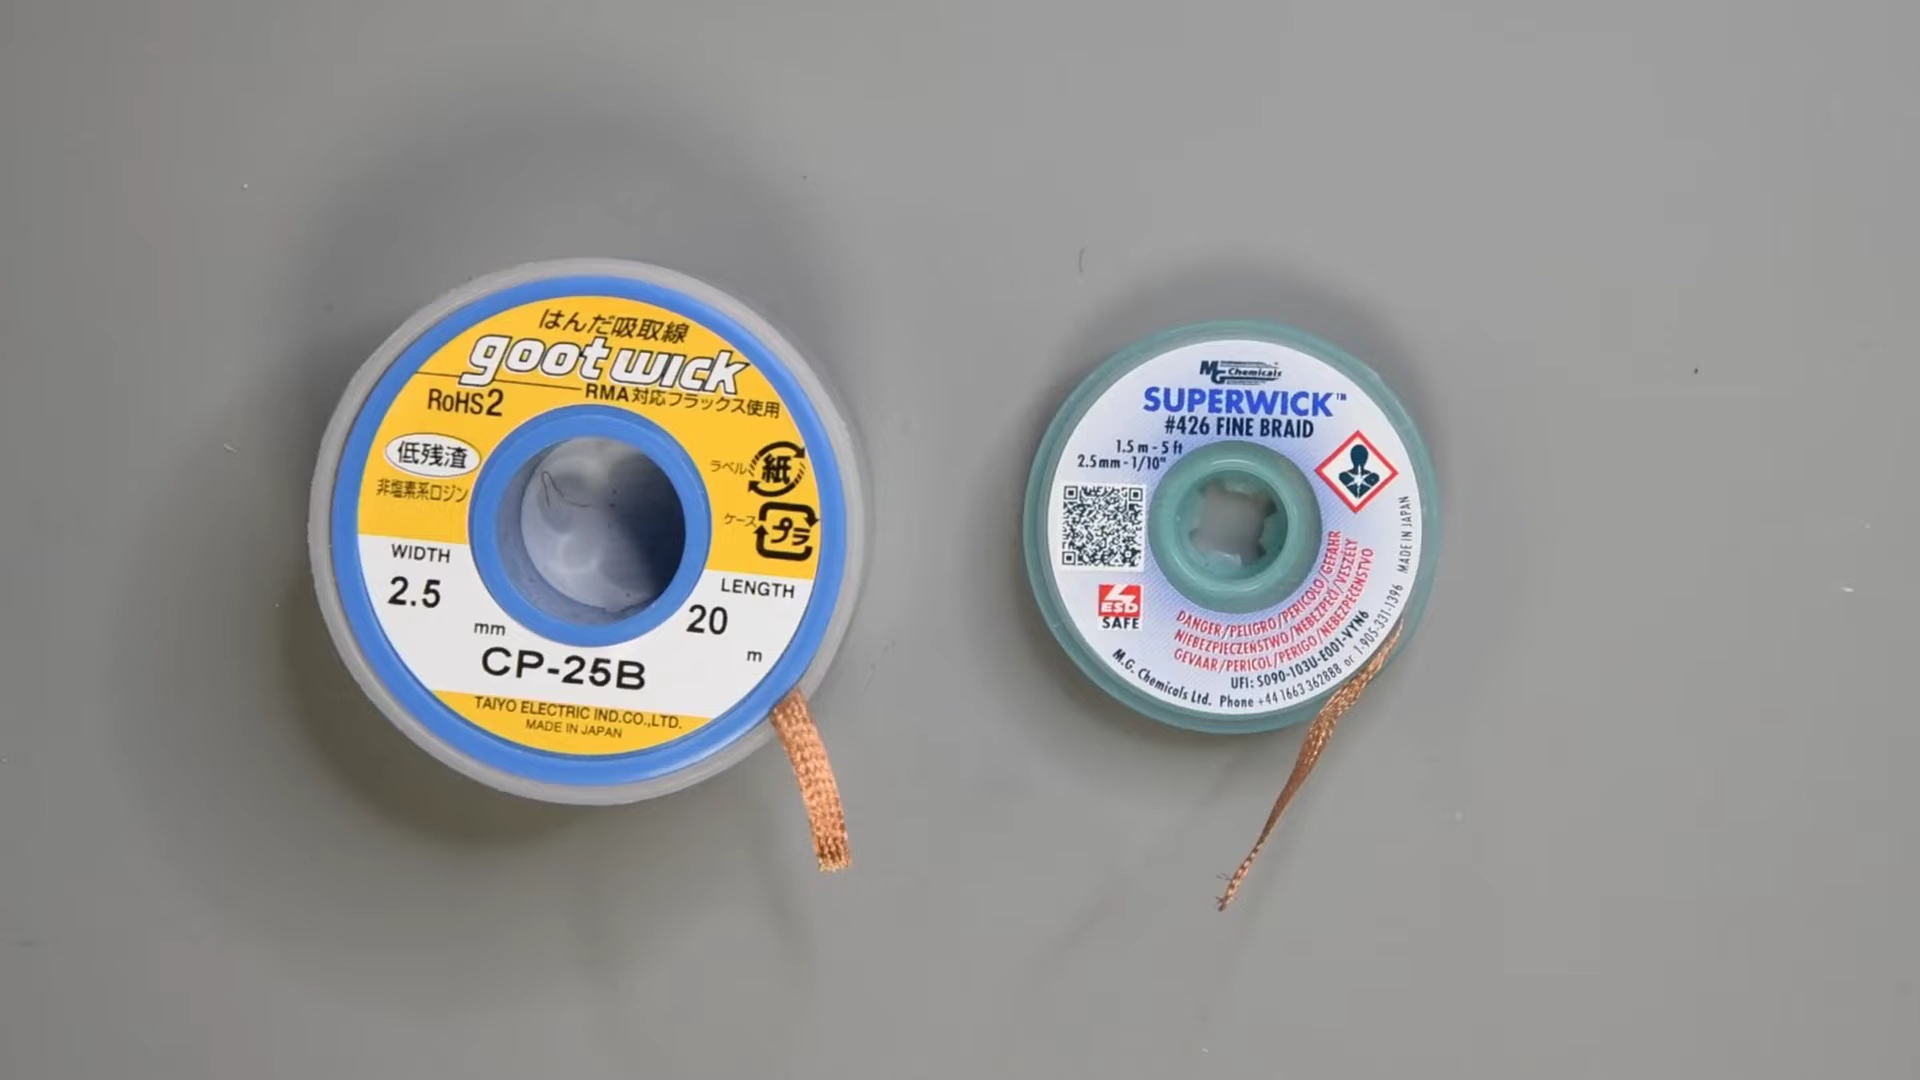 はんだ吸取線
goot wick
RMA対応フラックス使用
RoHS2
低残渣
非塩素系ロジン
ラベル
紙
ケース
プラ
WIDTH
2.5
mm
LENGTH
20
m
CP-25B
TAIYO ELECTRIC IND.CO.,LTD.
MADE IN JAPAN
MG Chemicals
SUPERWICK™
#426 FINE BRAID
1.5 m - 5 ft
2.5mm - 1/10"
ESD
SAFE
DANGER/PELIGRO/PERICOLO/GEFAHR
NIEBEZPIECZEŃSTWO/NEBEZPEČÍ/VESZÉLY
GEVAAR/PERICOL/PERIGO/NEBEZPEČENSTVO
UFI: S090-103U-E001-VYN6
M.G. Chemicals Ltd. Phone +44 1663 362888 or 1-905-331-1396
MADE IN JAPAN